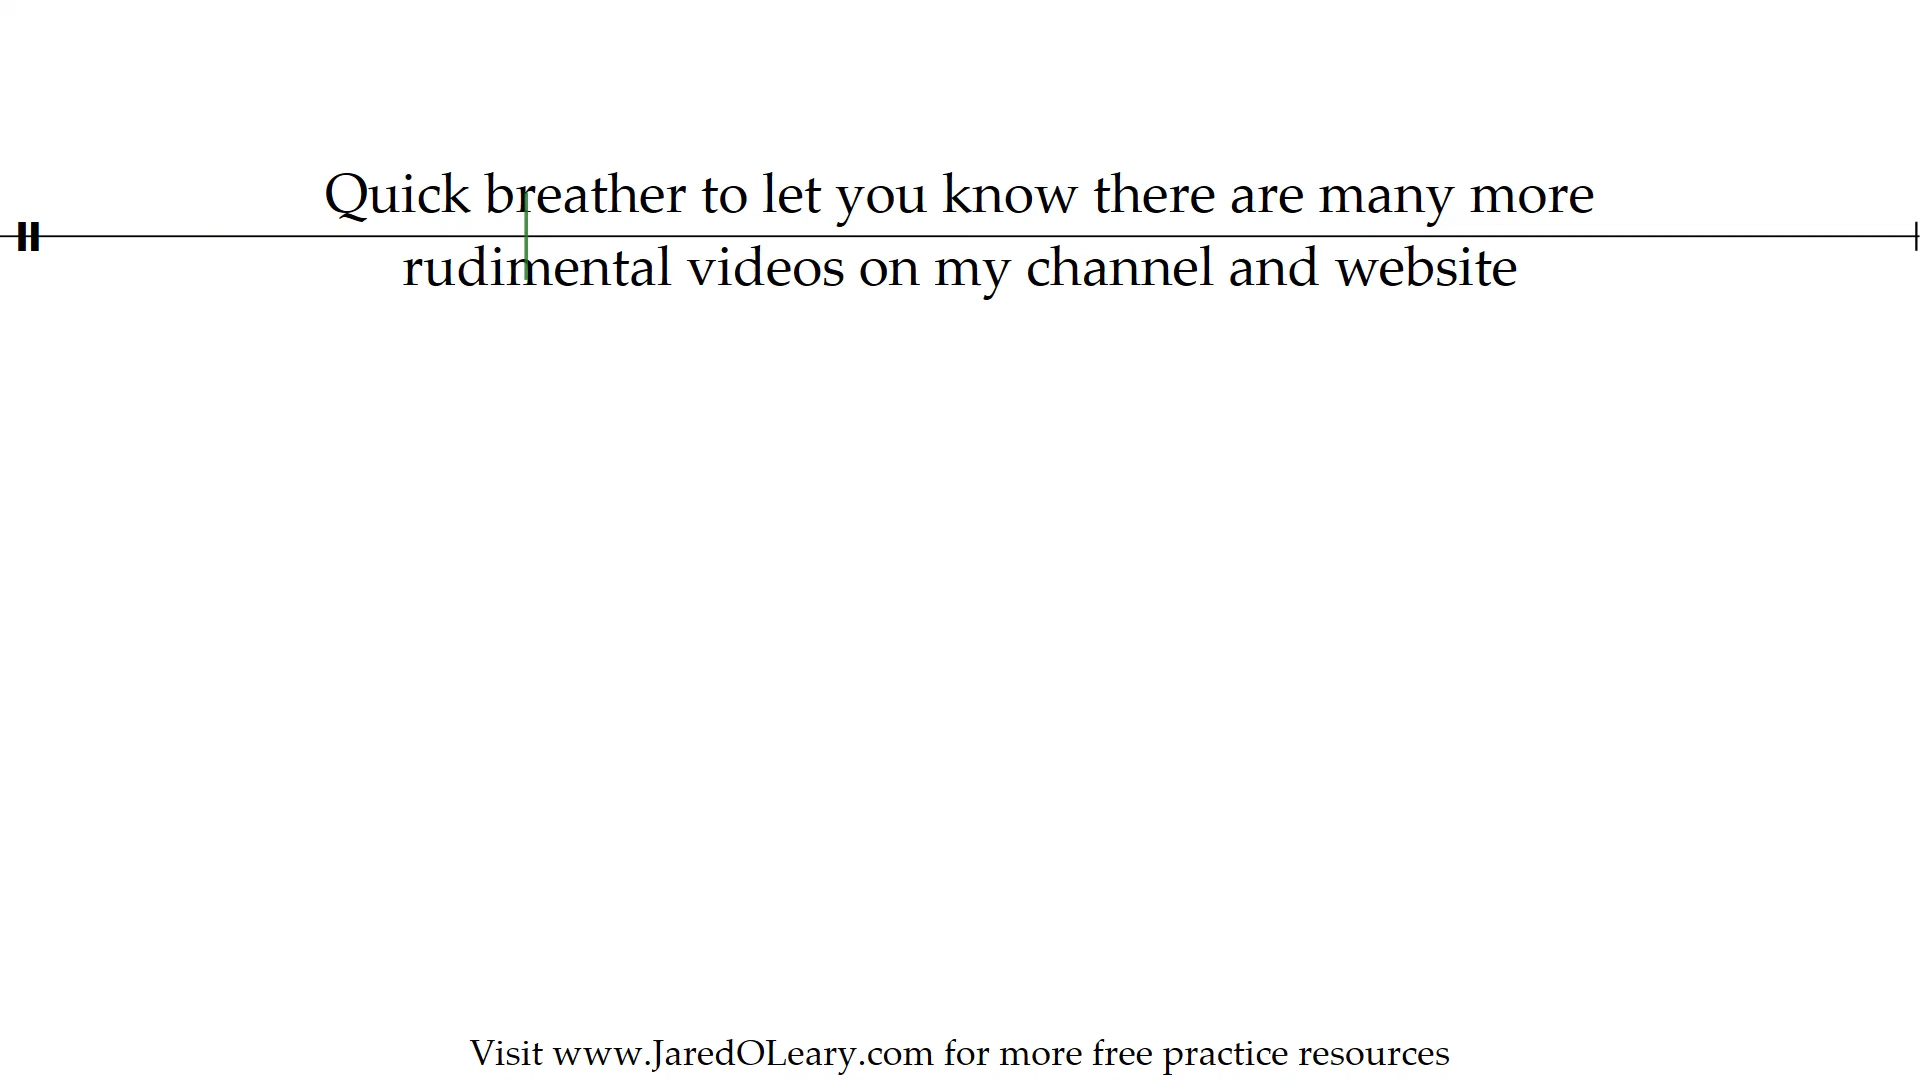 Quick breather to let you know there are many more
rudimental videos on my channel and website
Visit www.JaredOLeary.com for more free practice resources